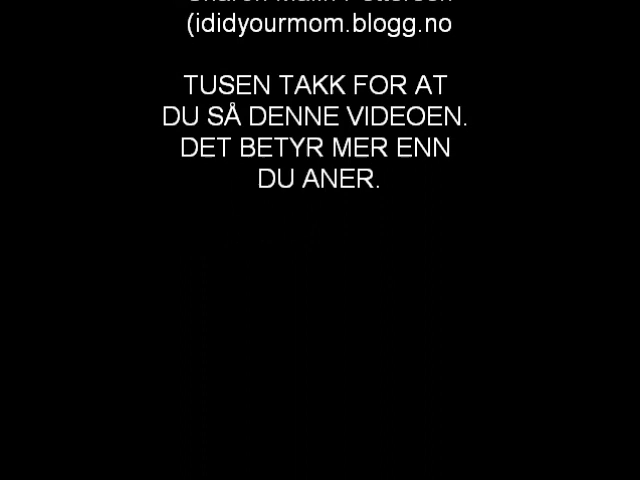 (ididyourmom.blogg.no
TUSEN TAKK FOR AT
DU SÅ DENNE VIDEOEN.
DET BETYR MER ENN
DU ANER.